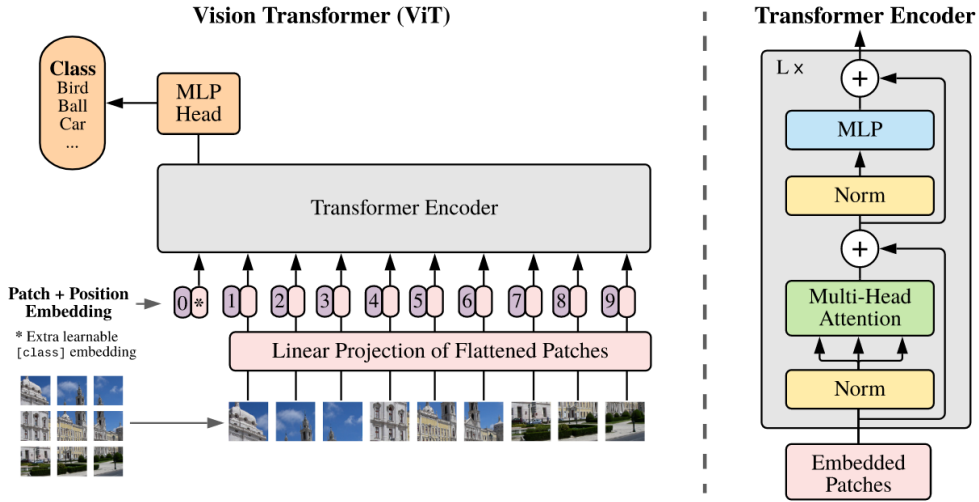 Vision Transformer (ViT)
Class
Bird
Ball
Car
...
MLP
Head
Transformer Encoder
Patch + Position
Embedding
0 * 1 2 3 4 5 6 7 8 9
* Extra learnable
[class] embedding
Linear Projection of Flattened Patches
Transformer Encoder
L ×
+
MLP
Norm
+
Multi-Head
Attention
Norm
Embedded
Patches